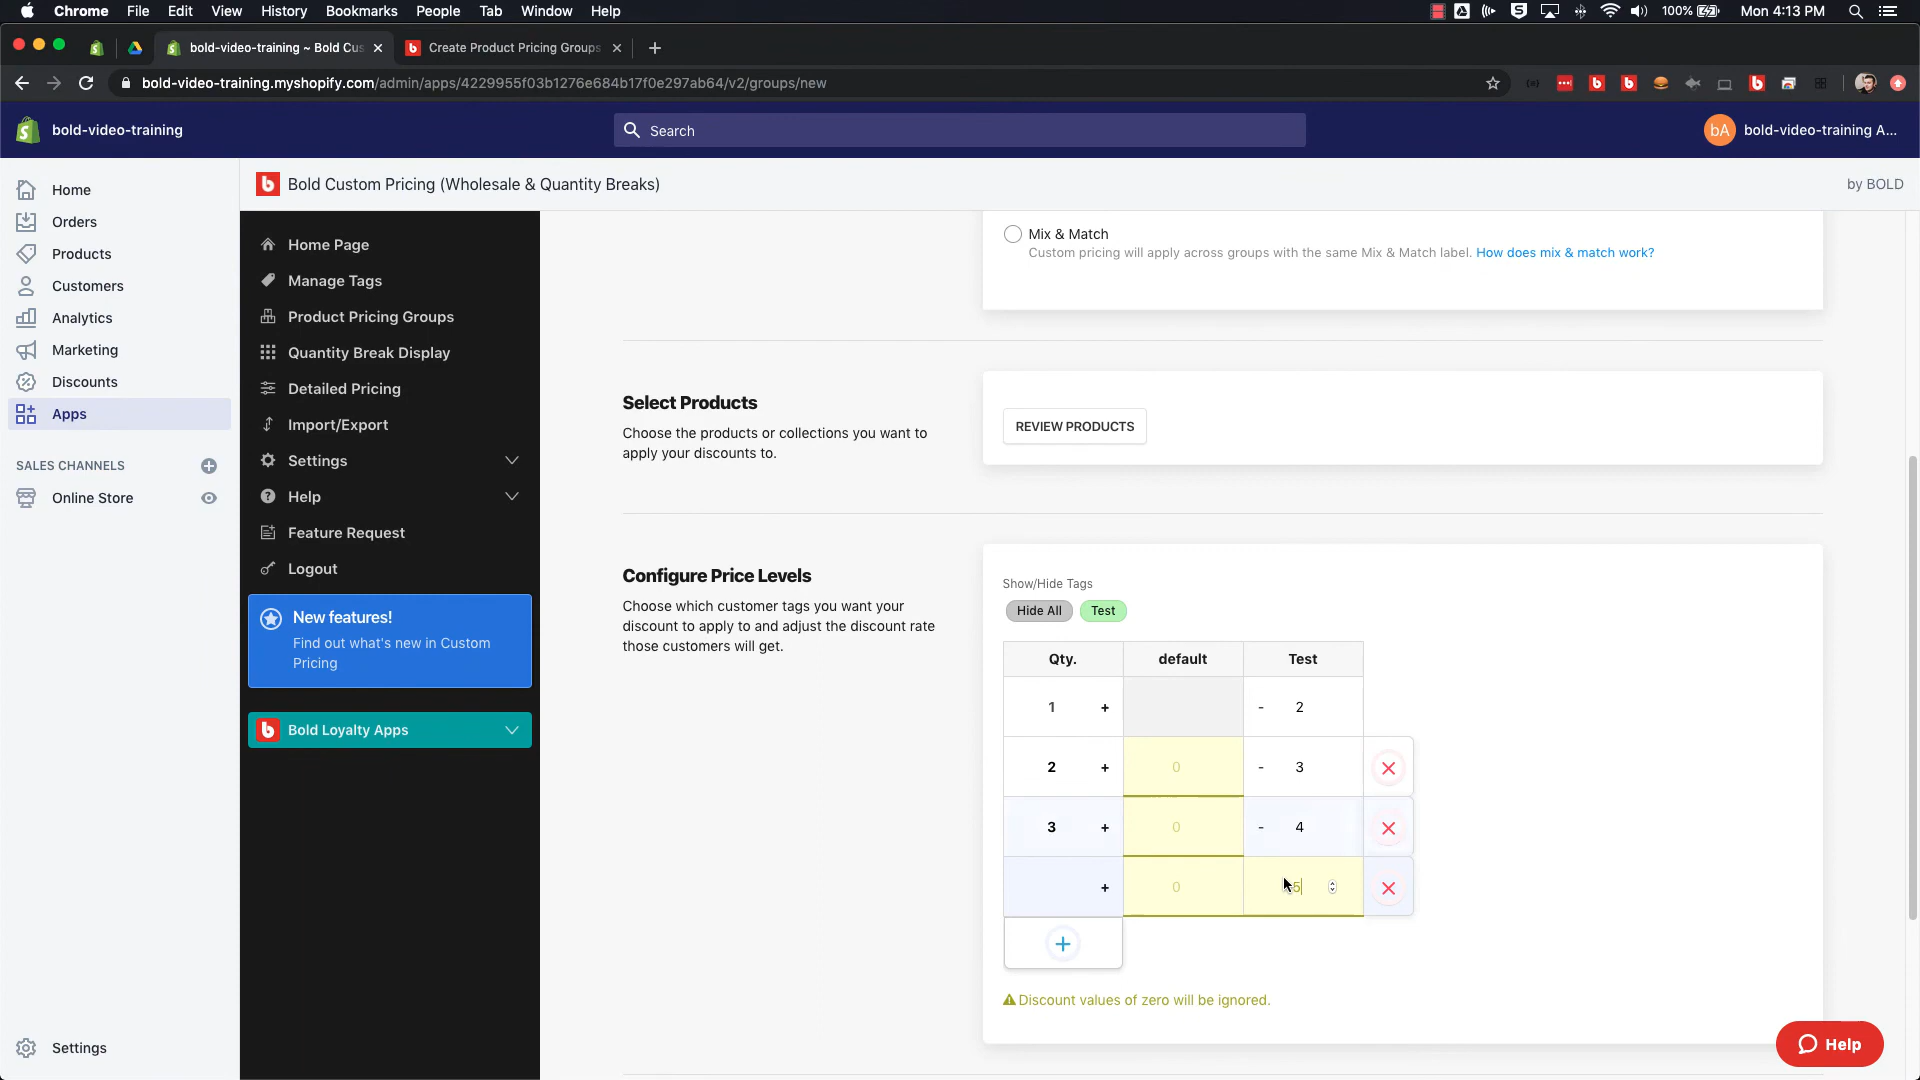 Chrome File Edit View History Bookmarks People Tab Window Help
100% Mon 4:13 PM
bold-video-training ~ Bold Cus
Create Product Pricing Groups
bold-video-training.myshopify.com/admin/apps/4229955f03b1276e684b17f0e297ab64/v2/groups/new
bold-video-training
Search
bA bold-video-training A...
Bold Custom Pricing (Wholesale & Quantity Breaks)
by BOLD
Home
Orders
Products
Customers
Analytics
Marketing
Discounts
Apps
SALES CHANNELS
Online Store
Settings
Home Page
Manage Tags
Product Pricing Groups
Quantity Break Display
Detailed Pricing
Import/Export
Settings
Help
Feature Request
Logout
New features!
Find out what's new in Custom
Pricing
Bold Loyalty Apps
Mix & Match
Custom pricing will apply across groups with the same Mix & Match label. How does mix & match work?
Select Products
Choose the products or collections you want to
apply your discounts to.
REVIEW PRODUCTS
Configure Price Levels
Choose which customer tags you want your
discount to apply to and adjust the discount rate
those customers will get.
Show/Hide Tags
Hide All Test
Qty. default Test
1 + - 2
2 + 0 - 3
3 + 0 - 4
+ 0 5
+
Discount values of zero will be ignored.
Help